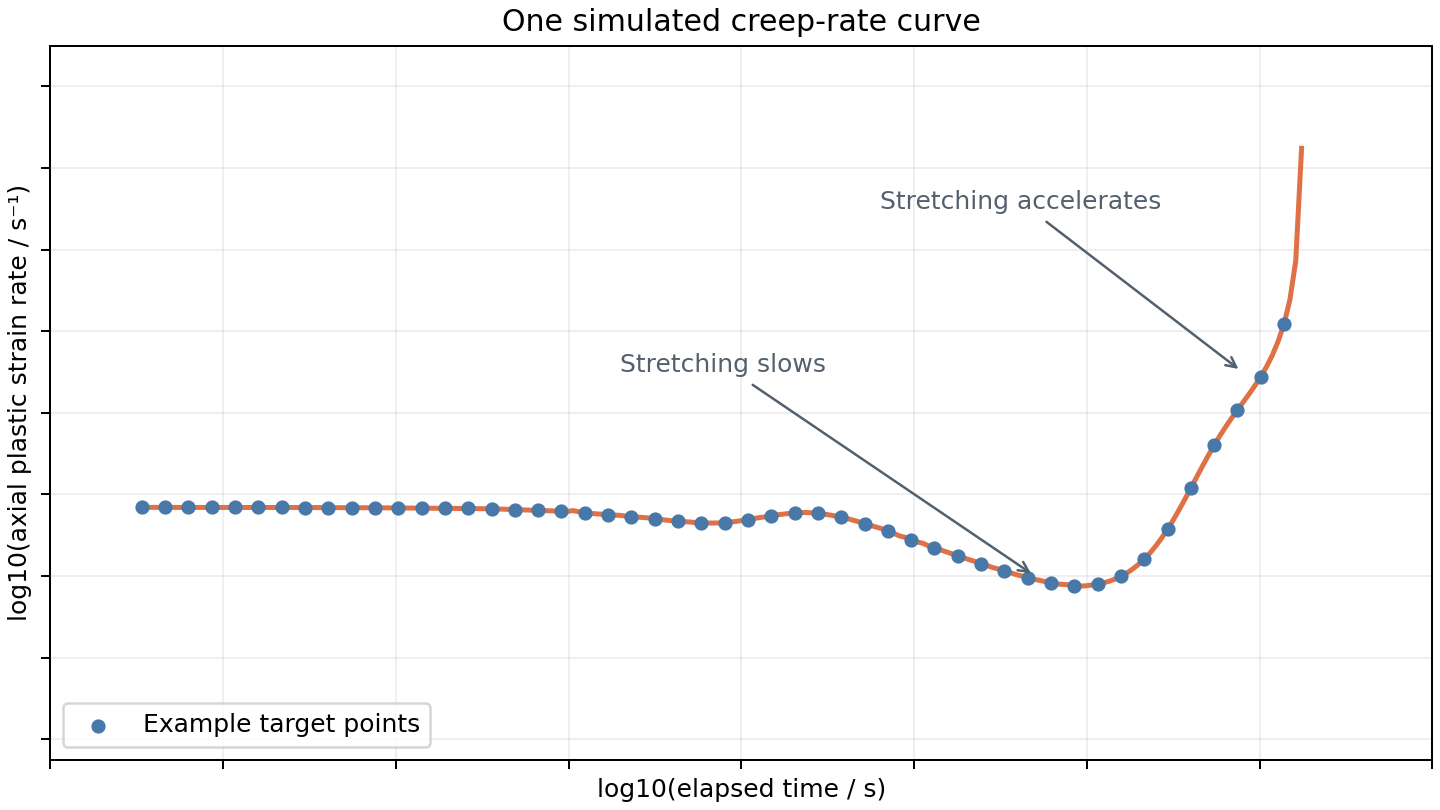 One simulated creep-rate curve
log10(axial plastic strain rate / s⁻¹)
Stretching accelerates
Stretching slows
Example target points
log10(elapsed time / s)